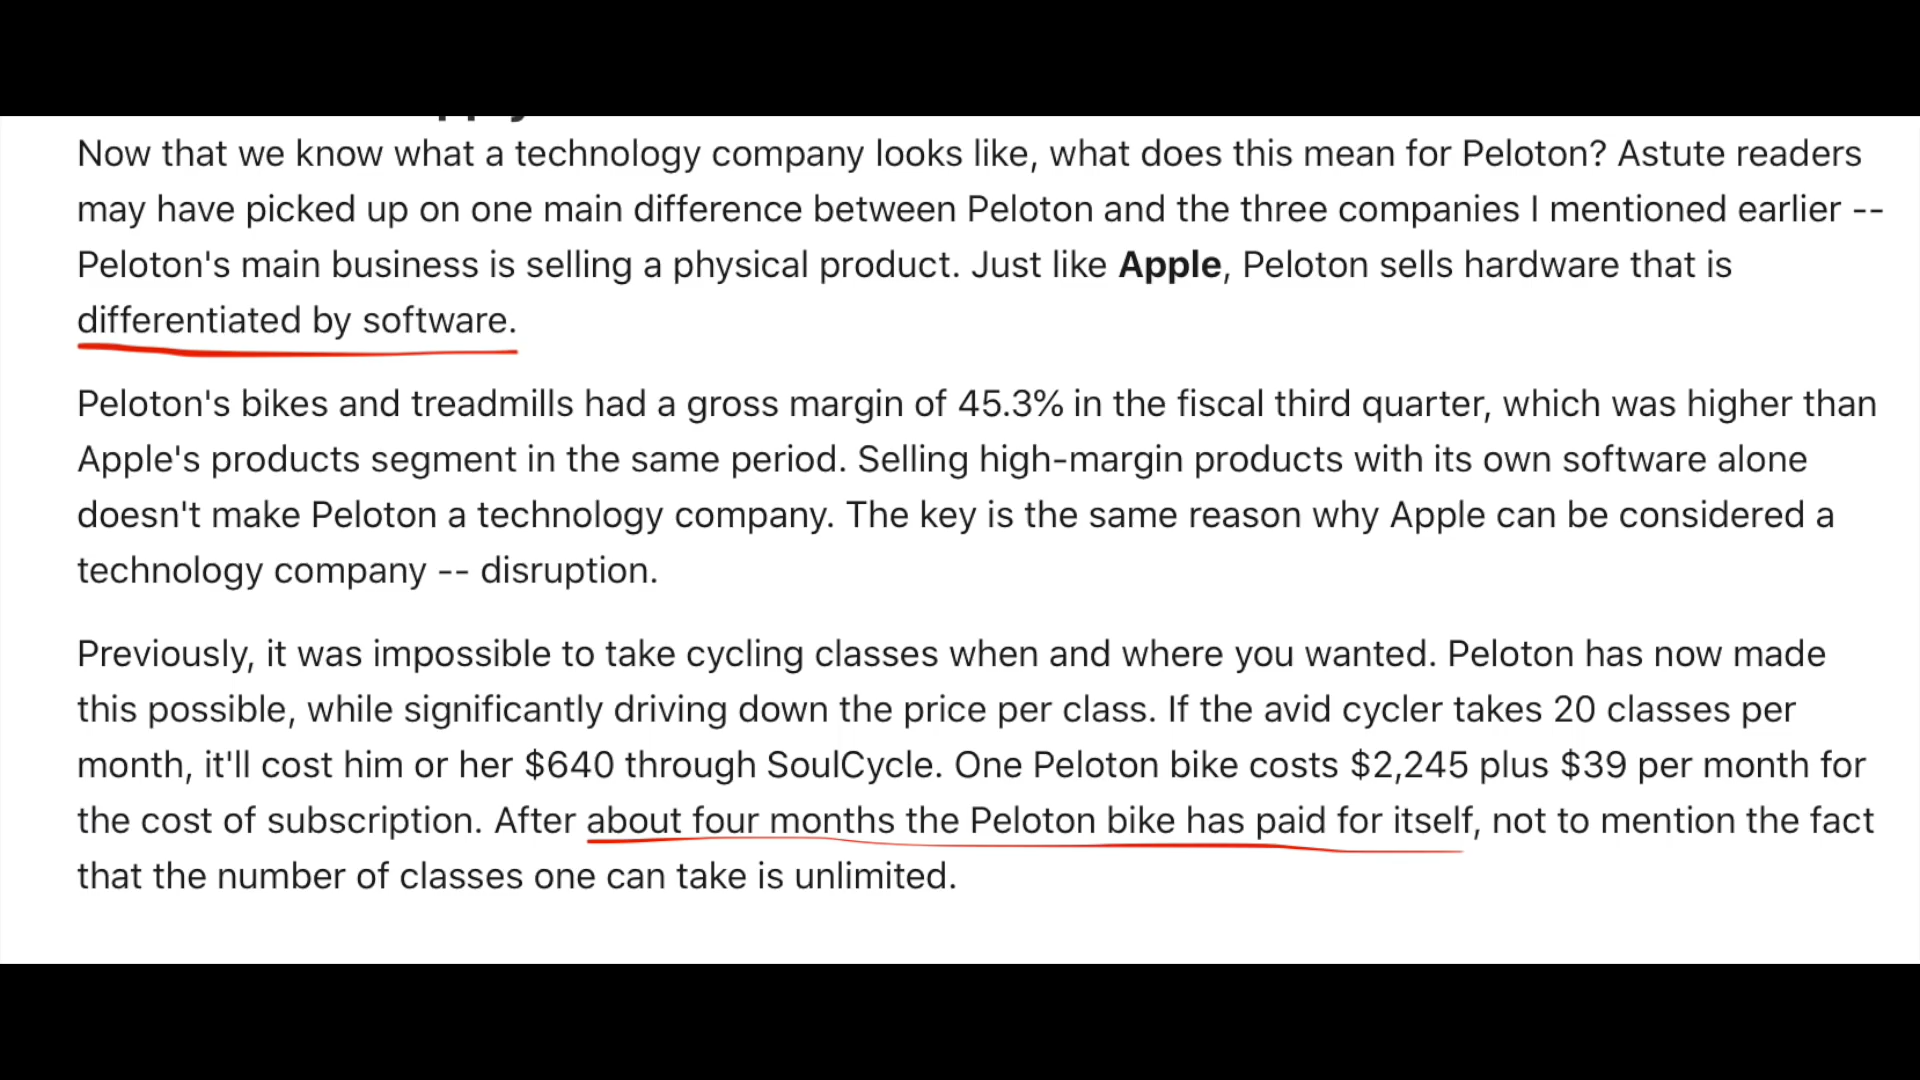 Now that we know what a technology company looks like, what does this mean for Peloton? Astute readers
may have picked up on one main difference between Peloton and the three companies I mentioned earlier --
Peloton's main business is selling a physical product. Just like Apple, Peloton sells hardware that is
differentiated by software.
Peloton's bikes and treadmills had a gross margin of 45.3% in the fiscal third quarter, which was higher than
Apple's products segment in the same period. Selling high-margin products with its own software alone
doesn't make Peloton a technology company. The key is the same reason why Apple can be considered a
technology company -- disruption.
Previously, it was impossible to take cycling classes when and where you wanted. Peloton has now made
this possible, while significantly driving down the price per class. If the avid cycler takes 20 classes per
month, it'll cost him or her $640 through SoulCycle. One Peloton bike costs $2,245 plus $39 per month for
the cost of subscription. After about four months the Peloton bike has paid for itself, not to mention the fact
that the number of classes one can take is unlimited.